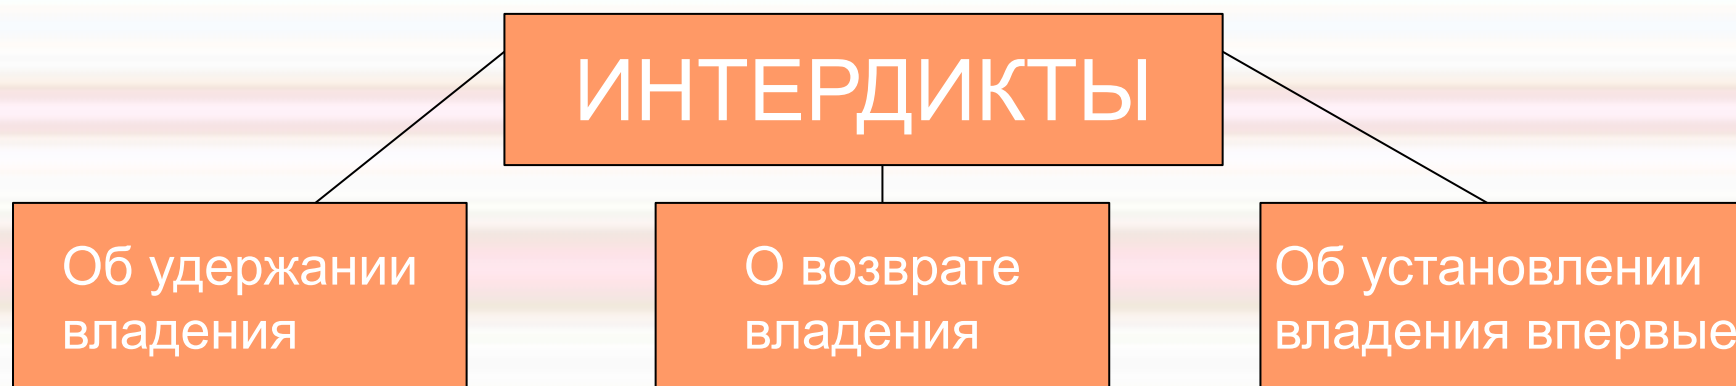 ИНТЕРДИКТЫ
Об удержании
владения
О возврате
владения
Об установлении
владения впервые